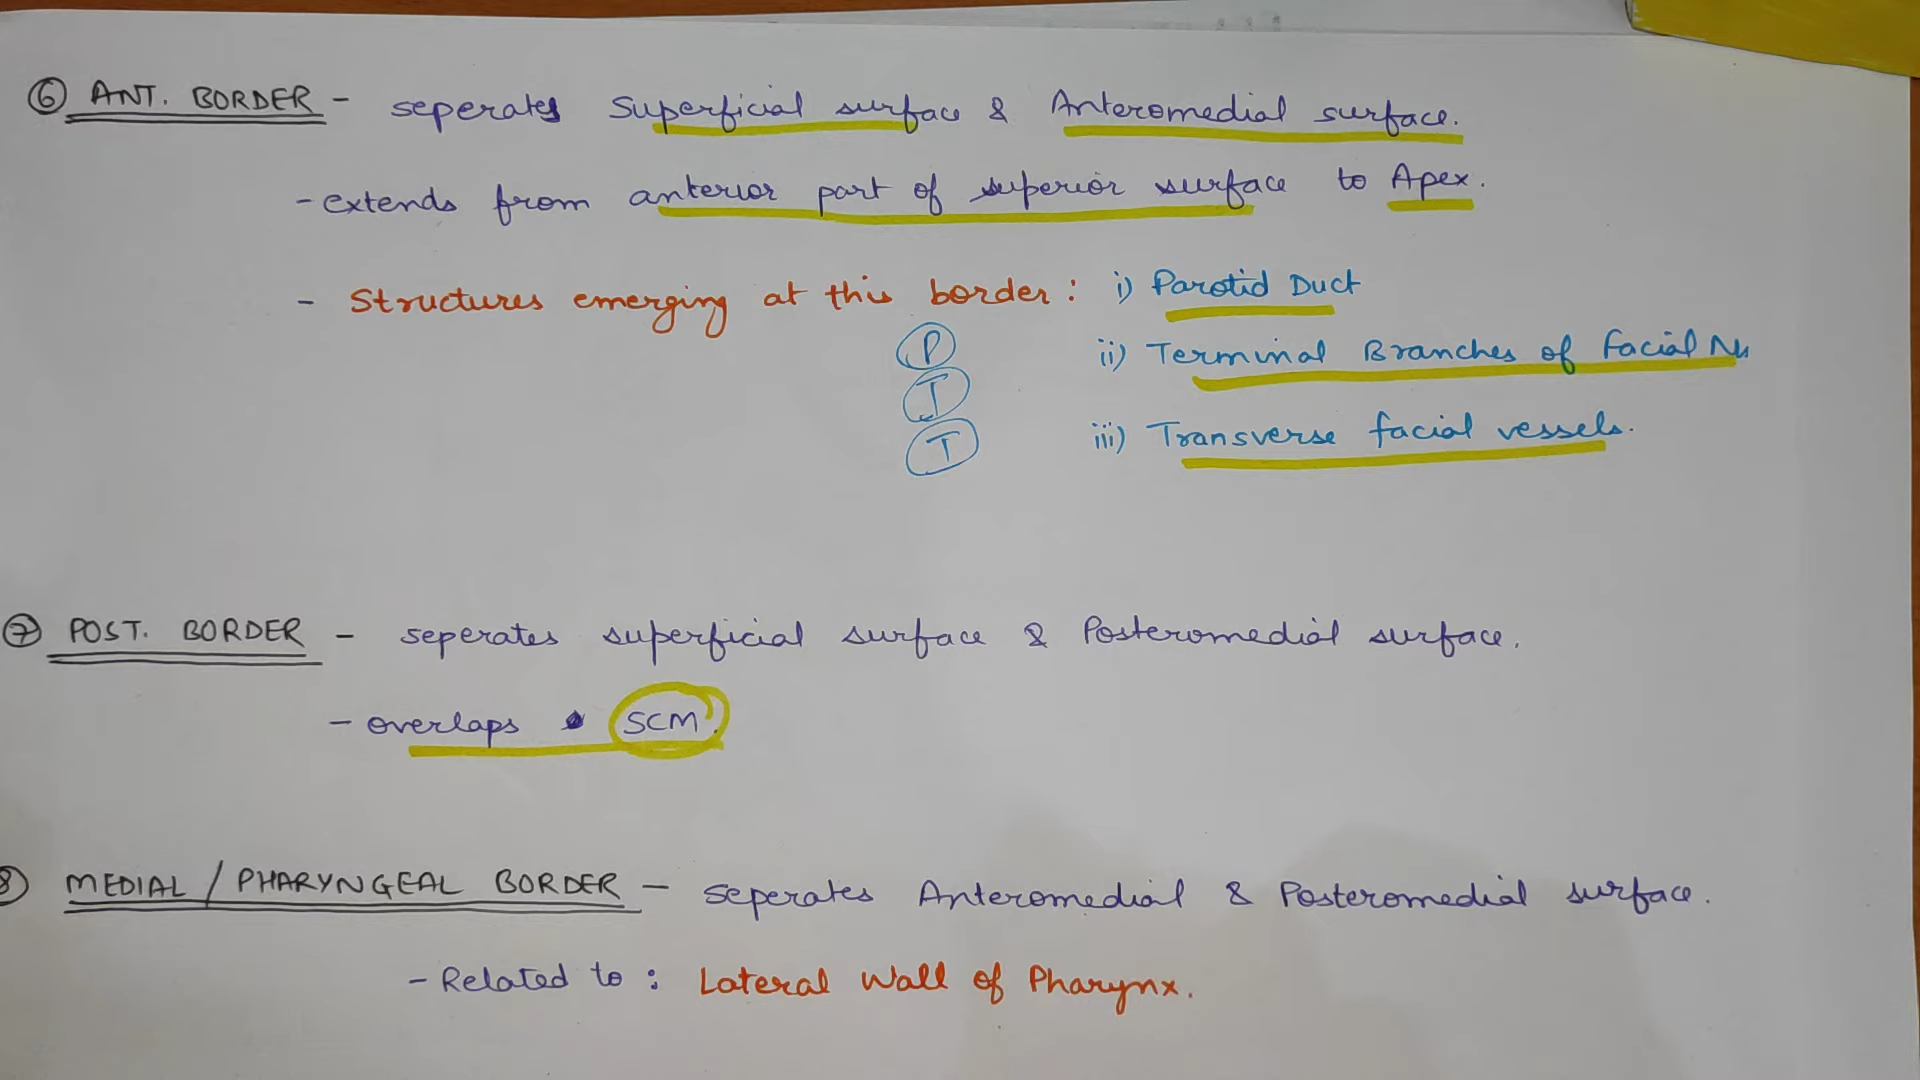 ⑥ ANT. BORDER - seperates Superficial surface & Anteromedial surface.
- extends from anterior part of superior surface to Apex.
- Structures emerging at this border: i) Parotid Duct
P
ii) Terminal Branches of facial Nv
T
iii) Transverse facial vessels.
T
⑦ POST. BORDER - seperates superficial surface & Posteromedial surface.
- overlaps SCM.
8) MEDIAL / PHARYNGEAL BORDER - seperates Anteromedial & Posteromedial surface.
- Related to: Lateral Wall of Pharynx.